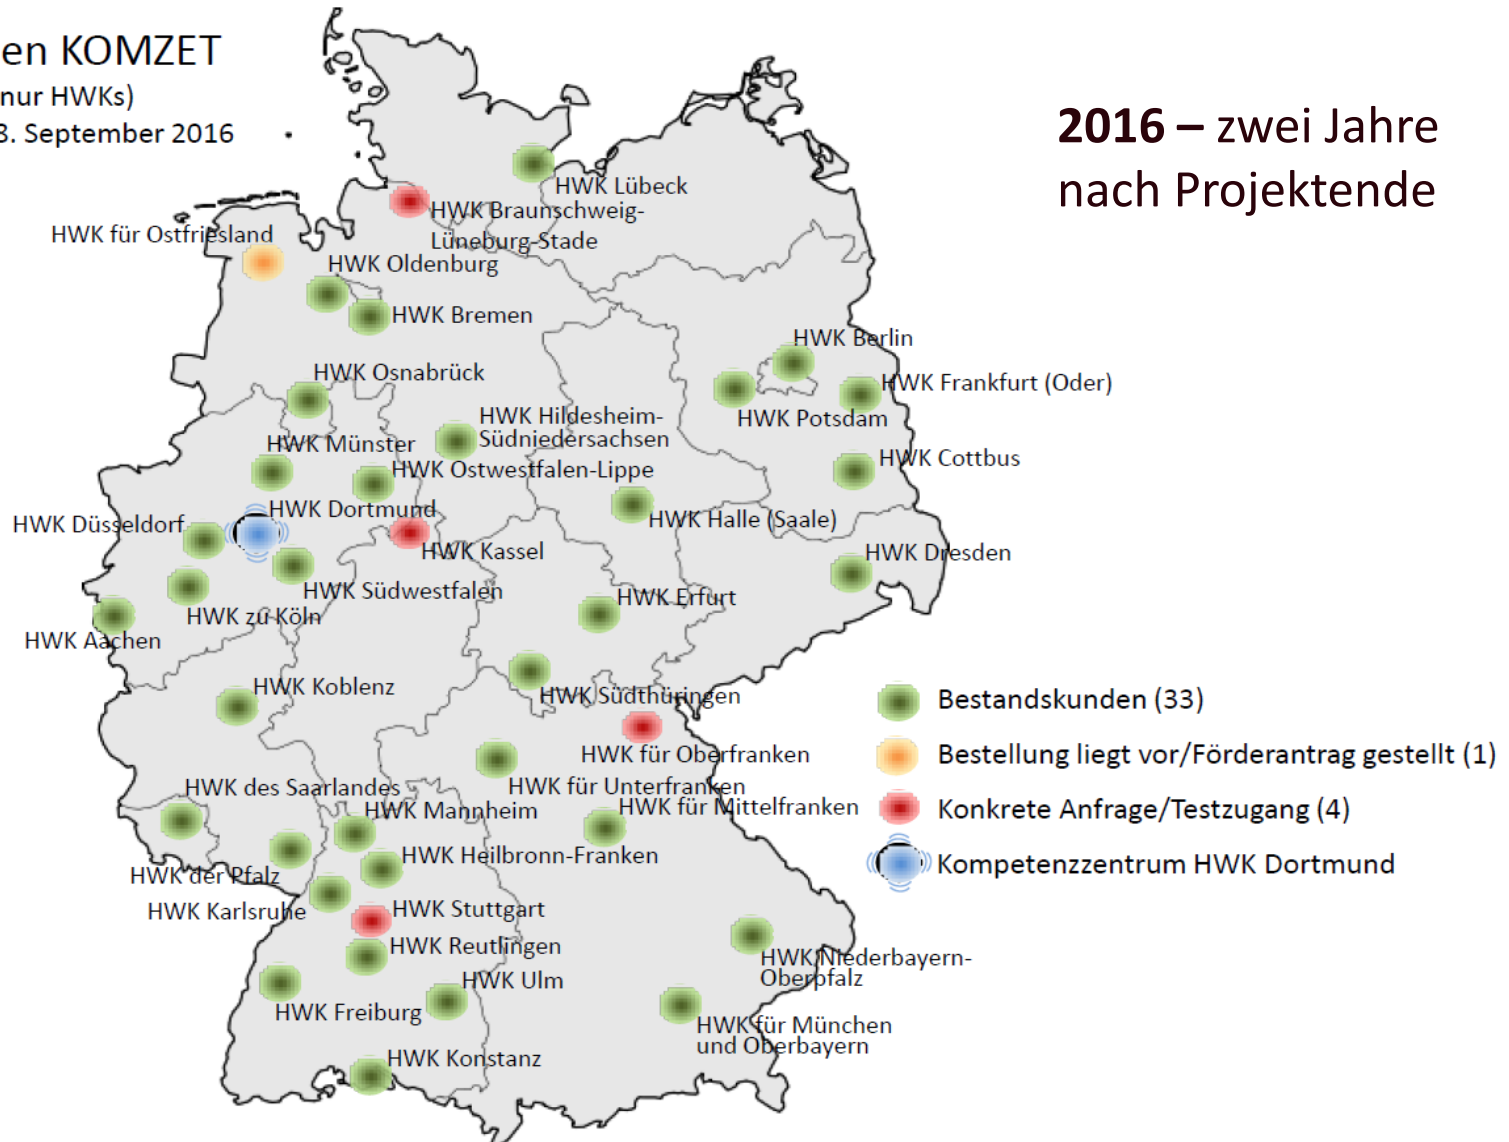 en KOMZET
nur HWKs)
8. September 2016
2016 – zwei Jahre
nach Projektende
HWK Lübeck
HWK Braunschweig-
Lüneburg-Stade
HWK für Ostfriesland
HWK Oldenburg
HWK Bremen
HWK Berlin
HWK Osnabrück
HWK Frankfurt (Oder)
HWK Potsdam
HWK Hildesheim-
Südniedersachsen
HWK Münster
HWK Ostwestfalen-Lippe
HWK Cottbus
HWK Dortmund
HWK Düsseldorf
HWK Halle (Saale)
HWK Kassel
HWK Dresden
HWK Südwestfalen
HWK Erfurt
HWK zu Köln
HWK Aachen
HWK Koblenz
HWK Südthüringen
HWK für Oberfranken
HWK für Unterfranken
HWK des Saarlandes
HWK Mannheim
HWK für Mittelfranken
HWK Heilbronn-Franken
HWK der Pfalz
HWK Karlsruhe
HWK Stuttgart
HWK Reutlingen
HWK Niederbayern-
Oberpfalz
HWK Ulm
HWK Freiburg
HWK für München
und Oberbayern
HWK Konstanz
Bestandskunden (33)
Bestellung liegt vor/Förderantrag gestellt (1)
Konkrete Anfrage/Testzugang (4)
Kompetenzzentrum HWK Dortmund